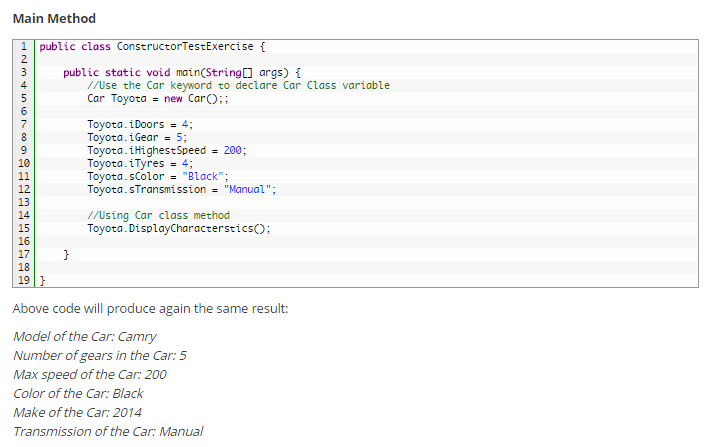 Main Method
1 public class ConstructorTestExercise {
2
3 public static void main(String[] args) {
4 //Use the Car keyword to declare Car Class variable
5 Car Toyota = new Car();;
6
7 Toyota.iDoors = 4;
8 Toyota.iGear = 5;
9 Toyota.iHighestSpeed = 200;
10 Toyota.iTyres = 4;
11 Toyota.sColor = "Black";
12 Toyota.sTransmission = "Manual";
13
14 //Using Car class method
15 Toyota.DisplayCharacterstics();
16
17 }
18
19 }
Above code will produce again the same result:
Model of the Car: Camry
Number of gears in the Car: 5
Max speed of the Car: 200
Color of the Car: Black
Make of the Car: 2014
Transmission of the Car: Manual